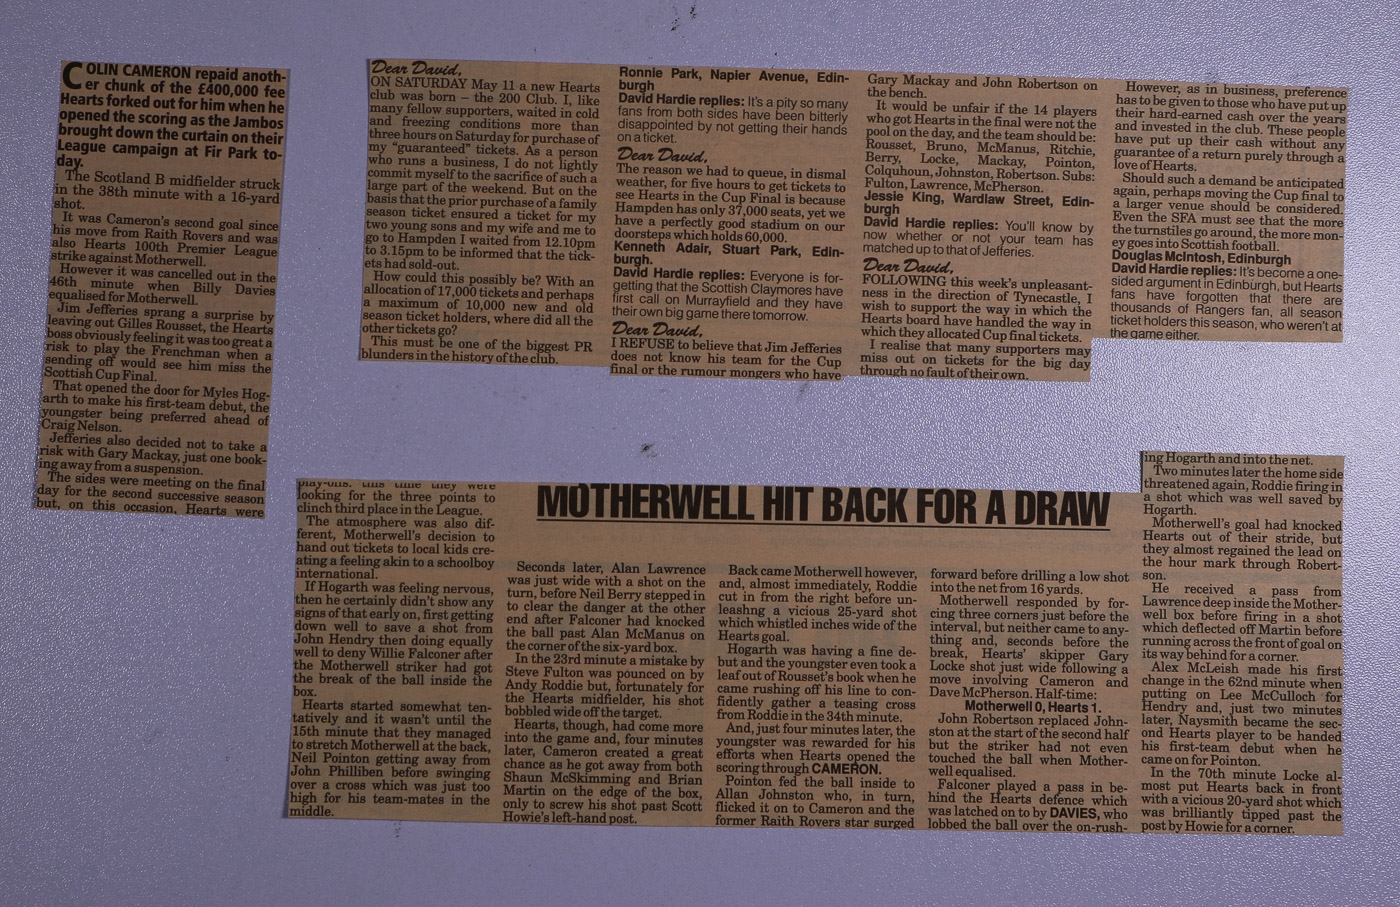 COLIN CAMERON repaid anoth-
er chunk of the £400,000 fee
Hearts forked out for him when he
opened the scoring as the Jambos
brought down the curtain on their
League campaign at Fir Park to-
day.
The Scotland B midfielder struck
in the 38th minute with a 16-yard
shot.
It was Cameron's second goal since
his move from Raith Rovers and was
also Hearts 100th Premier League
strike against Motherwell.
However it was cancelled out in the
46th minute when Billy Davies
equalised for Motherwell.
Jim Jefferies sprang a surprise by
leaving out Gilles Rousset, the Hearts
boss obviously feeling it was too great a
risk to play the Frenchman when a
sending off would see him miss the
Scottish Cup Final.
That opened the door for Myles Hog-
arth to make his first-team debut, the
youngster being preferred ahead of
Craig Nelson.
Jefferies also decided not to take a
risk with Gary Mackay, just one book-
ing away from a suspension.
The sides were meeting on the final
day for the second successive season
but, on this occasion, Hearts were
Dear David,
ON SATURDAY May 11 a new Hearts
club was born – the 200 Club. I, like
many fellow supporters, waited in cold
and freezing conditions more than
three hours on Saturday for purchase of
my "guaranteed" tickets. As a person
who runs a business, I do not lightly
commit myself to the sacrifice of such a
large part of the weekend. But on the
basis that the prior purchase of a family
season ticket ensured a ticket for my
two young sons and my wife and me to
go to Hampden I waited from 12.10pm
to 3.15pm to be informed that the tick-
ets had sold-out.
How could this possibly be? With an
allocation of 17,000 tickets and perhaps
a maximum of 10,000 new and old
season ticket holders, where did all the
other tickets go?
This must be one of the biggest PR
blunders in the history of the club.
Ronnie Park, Napier Avenue, Edin-
burgh
David Hardie replies: It's a pity so many
fans from both sides have been bitterly
disappointed by not getting their hands
on a ticket.
Dear David,
The reason we had to queue, in dismal
weather, for five hours to get tickets to
see Hearts in the Cup Final is because
Hampden has only 37,000 seats, yet we
have a perfectly good stadium on our
doorsteps which holds 60,000.
Kenneth Adair, Stuart Park, Edin-
burgh.
David Hardie replies: Everyone is for-
getting that the Scottish Claymores have
first call on Murrayfield and they have
their own big game there tomorrow.
Dear David,
I REFUSE to believe that Jim Jefferies
does not know his team for the Cup
final or the rumour mongers who have
Gary Mackay and John Robertson on
the bench.
It would be unfair if the 14 players
who got Hearts in the final were not the
pool on the day, and the team should be:
Rousset, Bruno, McManus, Ritchie,
Berry, Locke, Mackay, Pointon,
Colquhoun, Johnston, Robertson. Subs:
Fulton, Lawrence, McPherson.
Jessie King, Wardlaw Street, Edin-
burgh
David Hardie replies: You'll know by
now whether or not your team has
matched up to that of Jefferies.
Dear David,
FOLLOWING this week's unpleasant-
ness in the direction of Tynecastle, I
wish to support the way in which the
Hearts board have handled the way in
which they allocated Cup final tickets.
I realise that many supporters may
miss out on tickets for the big day
through no fault of their own.
However, as in business, preference
has to be given to those who have put up
their hard-earned cash over the years
and invested in the club. These people
have put up their cash without any
guarantee of a return purely through a
love of Hearts.
Should such a demand be anticipated
again, perhaps moving the Cup final to
a larger venue should be considered.
Even the SFA must see that the more
the turnstiles go around, the more mon-
ey goes into Scottish football.
Douglas McIntosh, Edinburgh
David Hardie replies: It's become a one-
sided argument in Edinburgh, but Hearts
fans have forgotten that there are
thousands of Rangers fan, all season
ticket holders this season, who weren't at
the game either.
MOTHERWELL HIT BACK FOR A DRAW
play-offs. this time they were
looking for the three points to
clinch third place in the League.
The atmosphere was also dif-
ferent, Motherwell's decision to
hand out tickets to local kids cre-
ating a feeling akin to a schoolboy
international.
If Hogarth was feeling nervous,
then he certainly didn't show any
signs of that early on, first getting
down well to save a shot from
John Hendry then doing equally
well to deny Willie Falconer after
the Motherwell striker had got
the break of the ball inside the
box.
Hearts started somewhat ten-
tatively and it wasn't until the
15th minute that they managed
to stretch Motherwell at the back,
Neil Pointon getting away from
John Philliben before swinging
over a cross which was just too
high for his team-mates in the
middle.
Seconds later, Alan Lawrence
was just wide with a shot on the
turn, before Neil Berry stepped in
to clear the danger at the other
end after Falconer had knocked
the ball past Alan McManus on
the corner of the six-yard box.
In the 23rd minute a mistake by
Steve Fulton was pounced on by
Andy Roddie but, fortunately for
the Hearts midfielder, his shot
bobbled wide off the target.
Hearts, though, had come more
into the game and, four minutes
later, Cameron created a great
chance as he got away from both
Shaun McSkimming and Brian
Martin on the edge of the box,
only to screw his shot past Scott
Howie's left-hand post.
Back came Motherwell however,
and, almost immediately, Roddie
cut in from the right before un-
leashng a vicious 25-yard shot
which whistled inches wide of the
Hearts goal.
Hogarth was having a fine de-
but and the youngster even took a
leaf out of Rousset's book when he
came rushing off his line to con-
fidently gather a teasing cross
from Roddie in the 34th minute.
And, just four minutes later, the
youngster was rewarded for his
efforts when Hearts opened the
scoring through CAMERON.
Pointon fed the ball inside to
Allan Johnston who, in turn,
flicked it on to Cameron and the
former Raith Rovers star surged
forward before drilling a low shot
into the net from 16 yards.
Motherwell responded by for-
cing three corners just before the
interval, but neither came to any-
thing and, seconds before the
break, Hearts' skipper Gary
Locke shot just wide following a
move involving Cameron and
Dave McPherson. Half-time:
Motherwell 0, Hearts 1.
John Robertson replaced John-
ston at the start of the second half
but the striker had not even
touched the ball when Mother-
well equalised.
Falconer played a pass in be-
hind the Hearts defence which
was latched on to by DAVIES, who
lobbed the ball over the on-rush-
ing Hogarth and into the net.
Two minutes later the home side
threatened again, Roddie firing in
a shot which was well saved by
Hogarth.
Motherwell's goal had knocked
Hearts out of their stride, but
they almost regained the lead on
the hour mark through Robert-
son.
He received a pass from
Lawrence deep inside the Mother-
well box before firing in a shot
which deflected off Martin before
running across the front of goal on
its way behind for a corner.
Alex McLeish made his first
change in the 62nd minute when
putting on Lee McCulloch for
Hendry and, just two minutes
later, Naysmith became the sec-
ond Hearts player to be handed
his first-team debut when he
came on for Pointon.
In the 70th minute Locke al-
most put Hearts back in front
with a vicious 20-yard shot which
was brilliantly tipped past the
post by Howie for a corner.